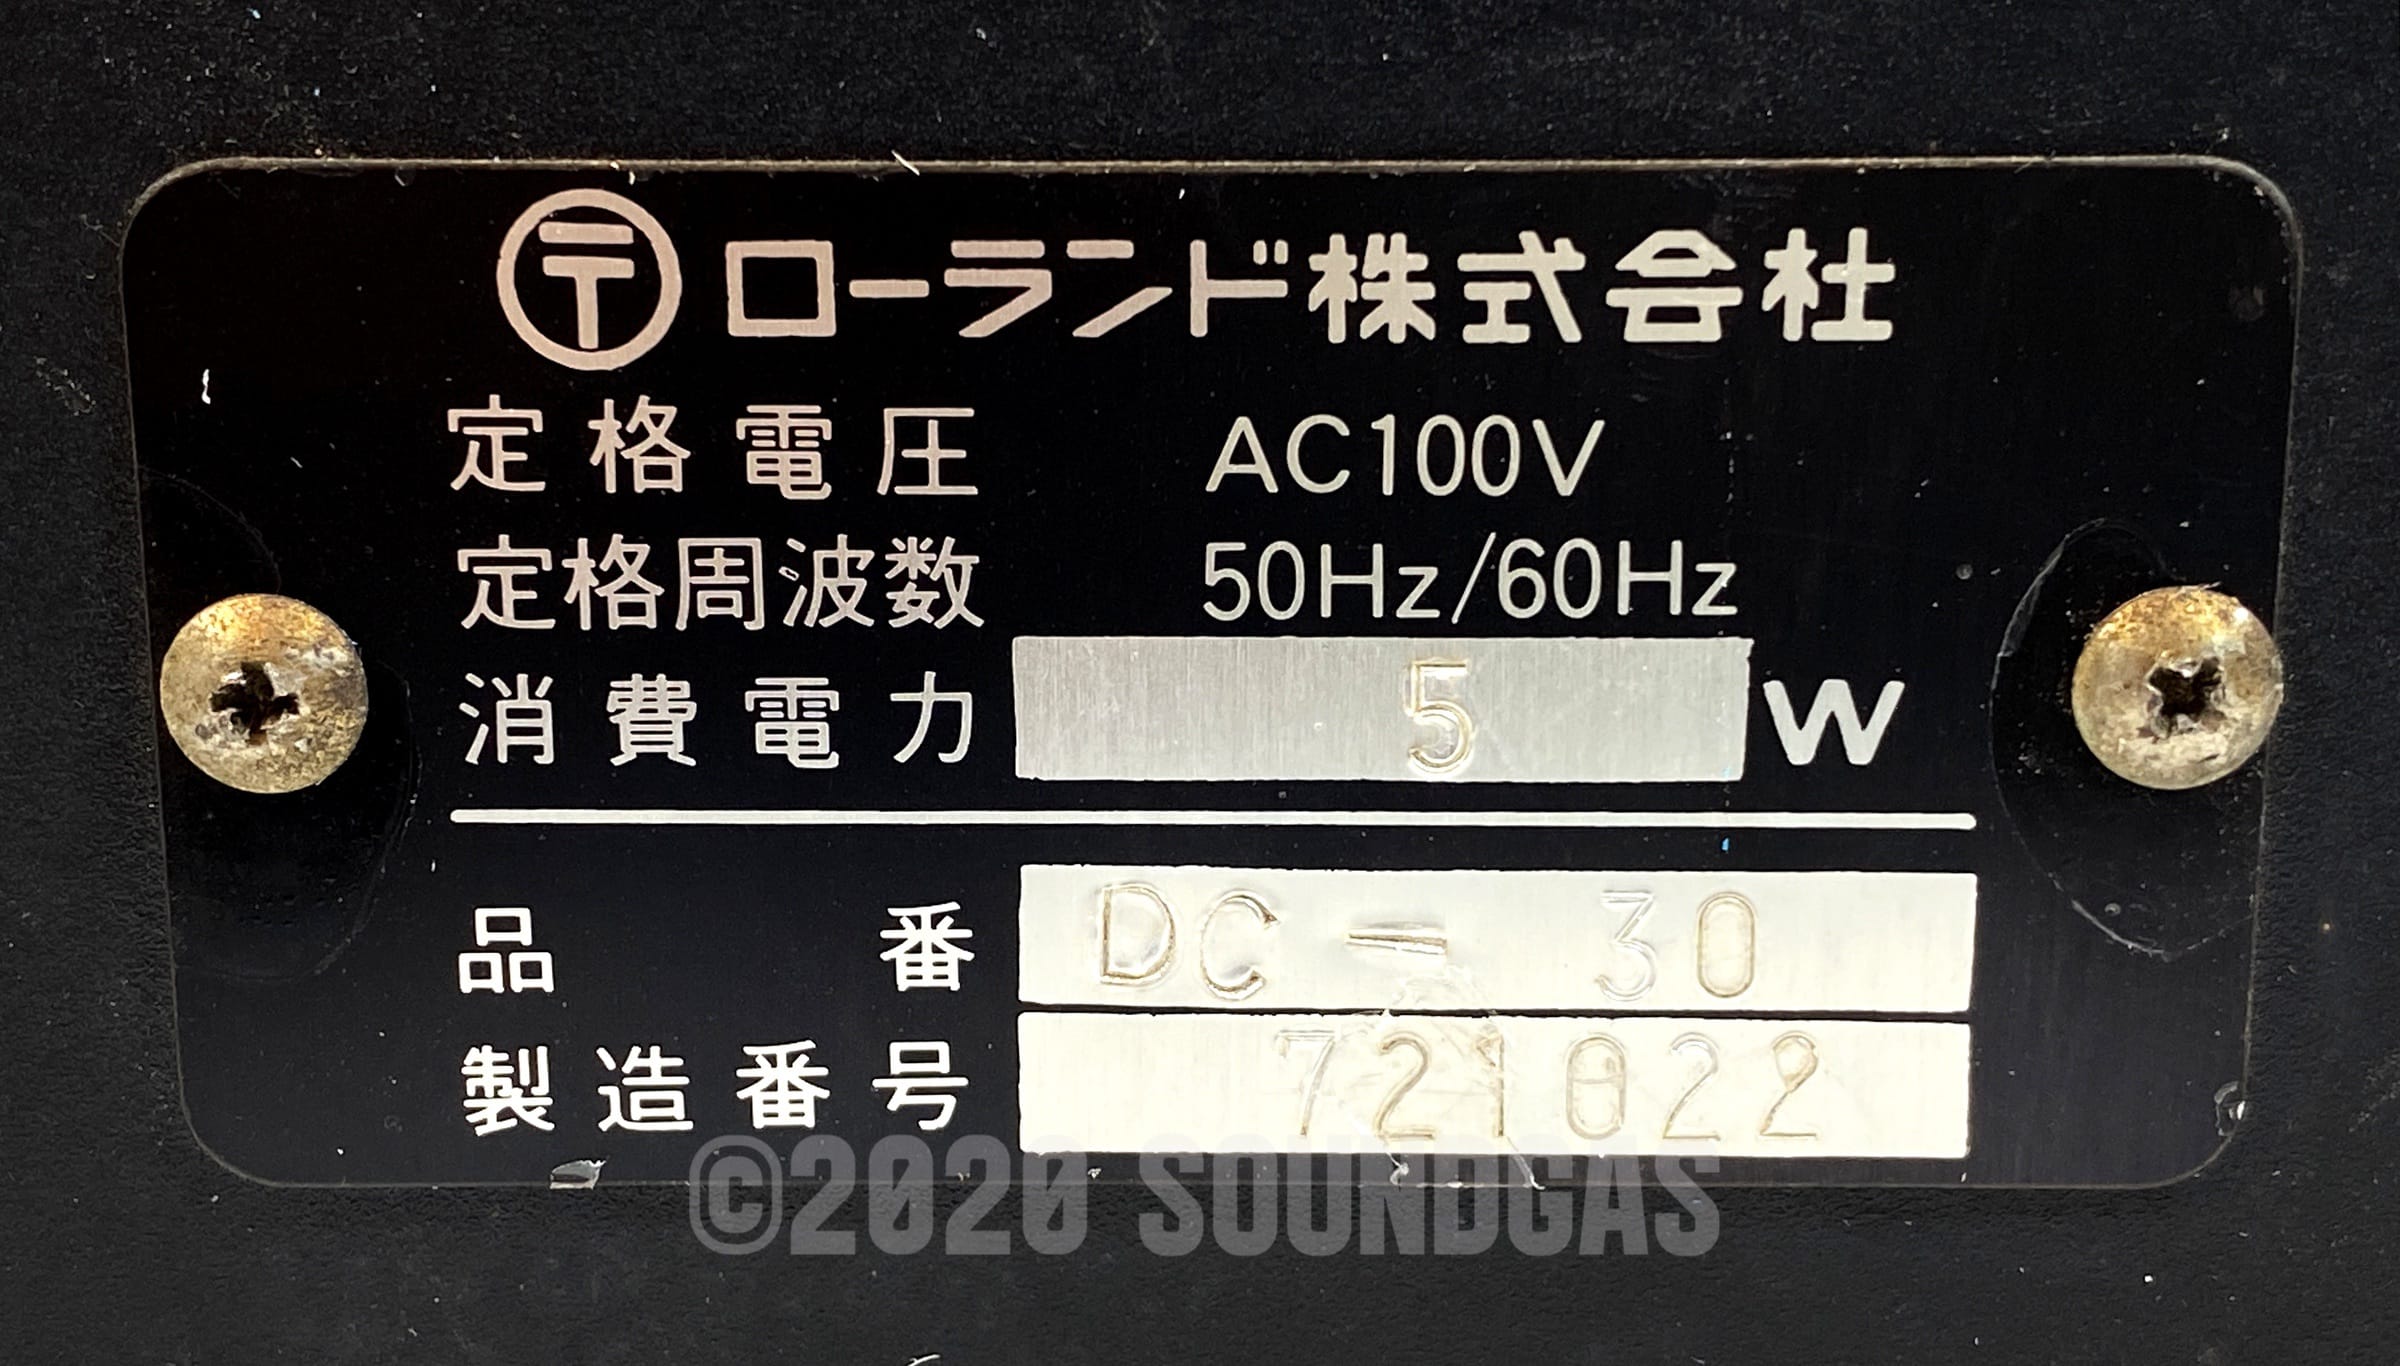 〒ローランド株式会社
定格電圧 AC100V
定格周波数 50Hz/60Hz
消費電力 5 W
品番 DC-30
製造番号 721022
©2020 SOUNDGAS